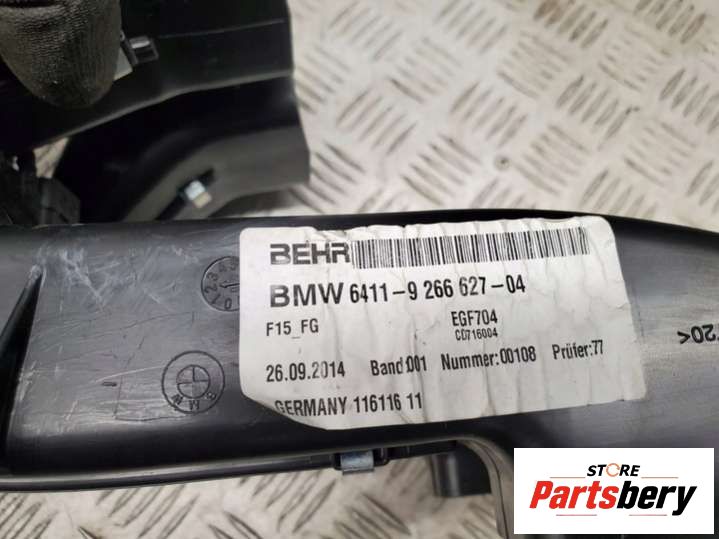 BEHR
BMW 6411-9 266 627-04
F15_FG
EGF704
CD716004
26.09.2014 Band:001 Nummer:00108 Prüfer:77
GERMANY 116116 11
BMW
STORE
Partsbery